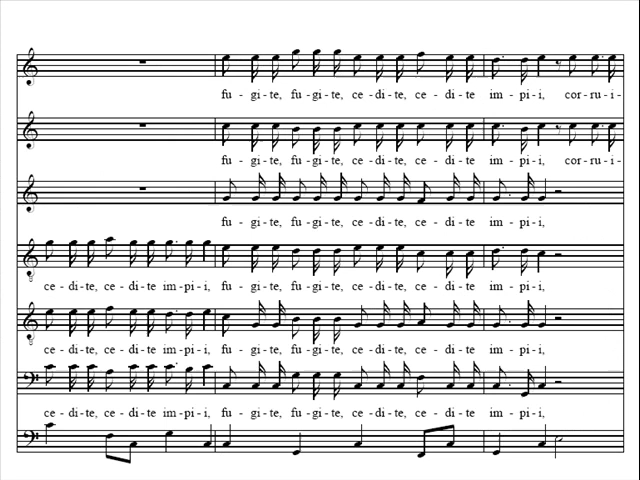 fu - gi - te, fu - gi - te, ce - di - te, ce - di - te im - pi - i, cor - ru - i -
fu - gi - te, fu - gi - te, ce - di - te, ce - di - te im - pi - i, cor - ru - i -
fu - gi - te, fu - gi - te, ce - di - te, ce - di - te im - pi - i,
ce - di - te, ce - di - te im - pi - i, fu - gi - te, fu - gi - te, ce - di - te, ce - di - te im - pi - i,
ce - di - te, ce - di - te im - pi - i, fu - gi - te, fu - gi - te, ce - di - te, ce - di - te im - pi - i,
ce - di - te, ce - di - te im - pi - i, fu - gi - te, fu - gi - te, ce - di - te, ce - di - te im - pi - i,